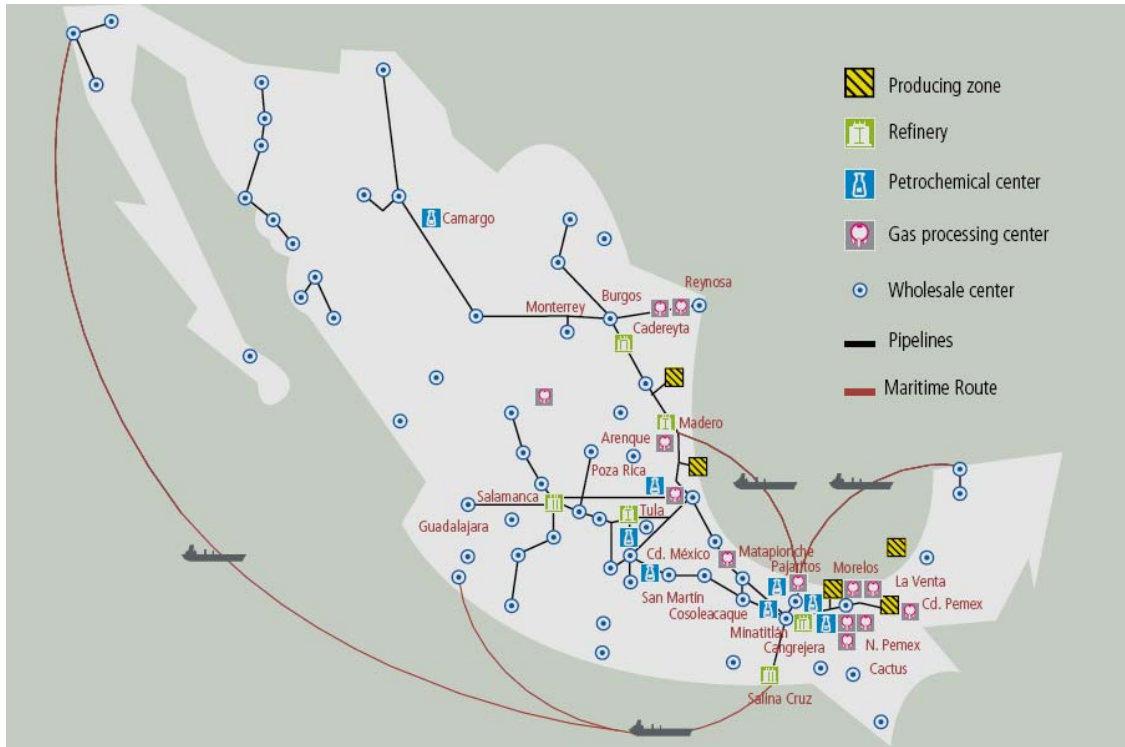 Producing zone
Refinery
Petrochemical center
Gas processing center
Wholesale center
Pipelines
Maritime Route
Camargo
Reynosa
Burgos
Monterrey
Cadereyta
Madero
Arenque
Poza Rica
Salamanca
Tula
Guadalajara
Cd. México
Matapionche
Pajaritos
Morelos
La Venta
San Martín
Cd. Pemex
Cosoleacaque
Minatitlán
Cangrejera
N. Pemex
Cactus
Salina Cruz